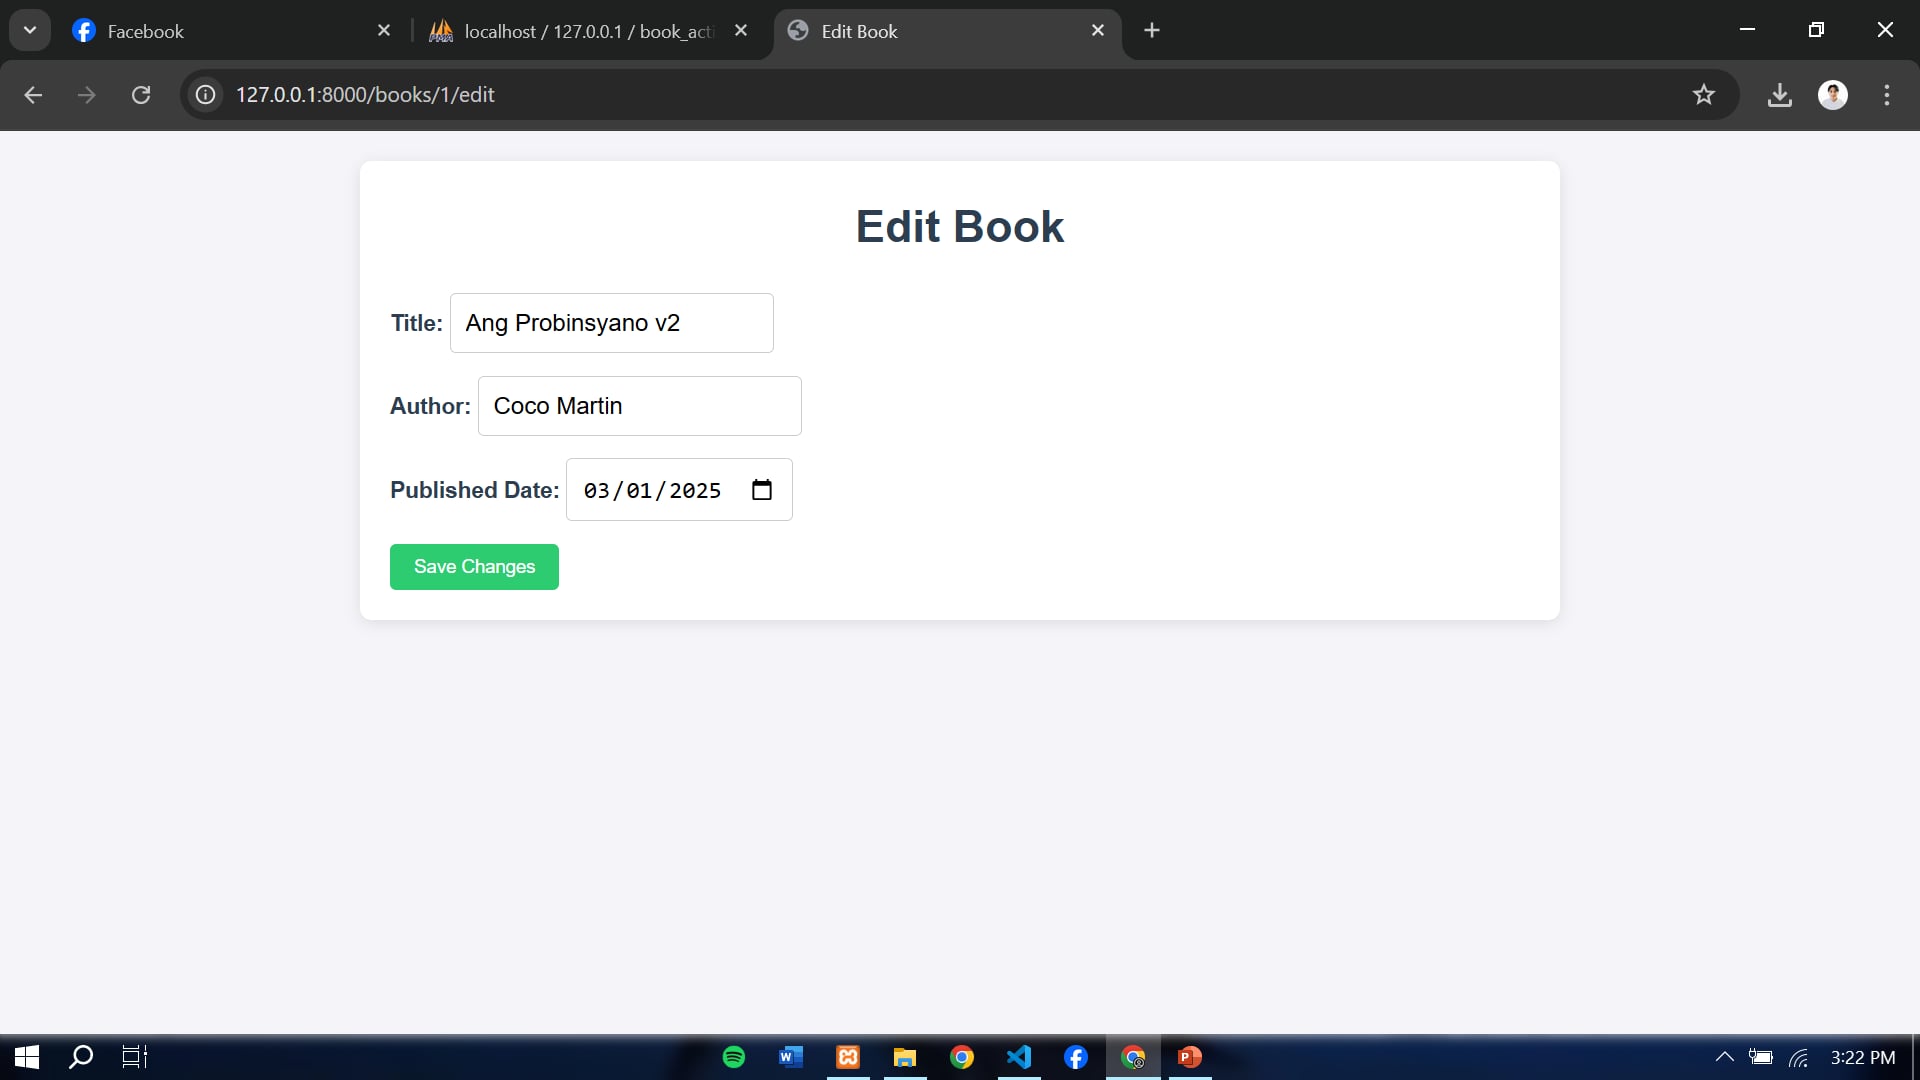 Facebook
localhost / 127.0.0.1 / book_acti
Edit Book
127.0.0.1:8000/books/1/edit
Edit Book
Title: Ang Probinsyano v2
Author: Coco Martin
Published Date: 03/01/2025
Save Changes
3:22 PM